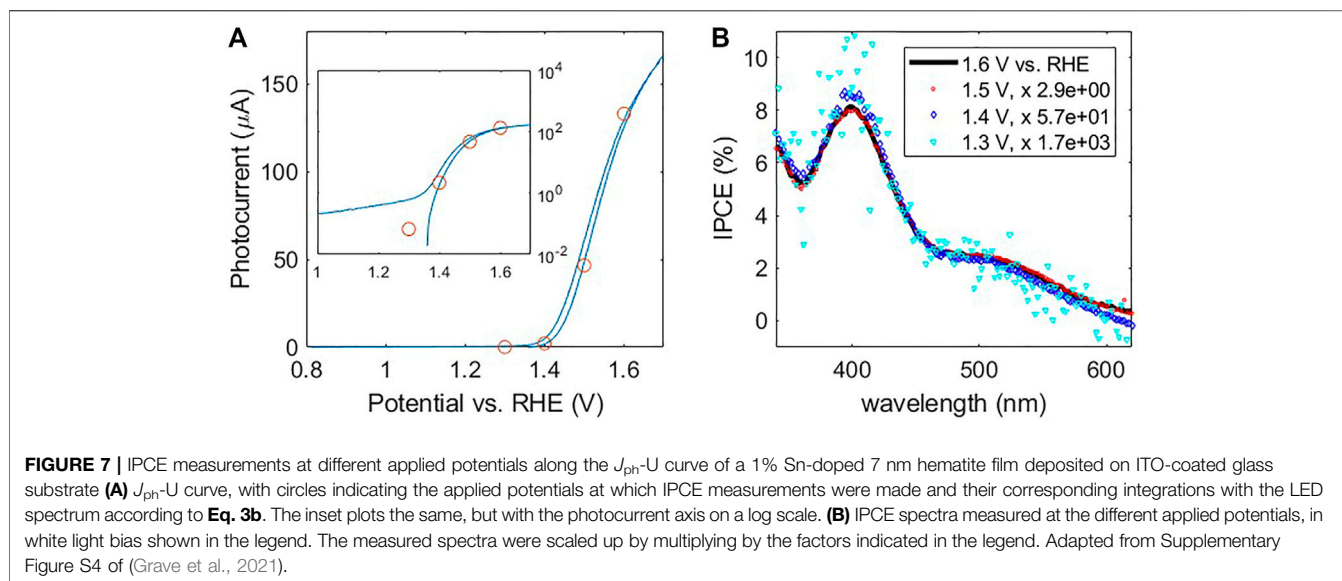 A
150
100
50
0
Photocurrent (μA)
0.8
1
1.2
1.4
1.6
Potential vs. RHE (V)
10^4
10^2
10^0
10^-2
1
1.2
1.4
1.6
B
10
8
6
4
2
0
IPCE (%)
400
500
600
wavelength (nm)
1.6 V vs. RHE
1.5 V, x 2.9e+00
1.4 V, x 5.7e+01
1.3 V, x 1.7e+03
FIGURE 7 | IPCE measurements at different applied potentials along the J_ph-U curve of a 1% Sn-doped 7 nm hematite film deposited on ITO-coated glass
substrate (A) J_ph-U curve, with circles indicating the applied potentials at which IPCE measurements were made and their corresponding integrations with the LED
spectrum according to Eq. 3b. The inset plots the same, but with the photocurrent axis on a log scale. (B) IPCE spectra measured at the different applied potentials, in
white light bias shown in the legend. The measured spectra were scaled up by multiplying by the factors indicated in the legend. Adapted from Supplementary
Figure S4 of (Grave et al., 2021).